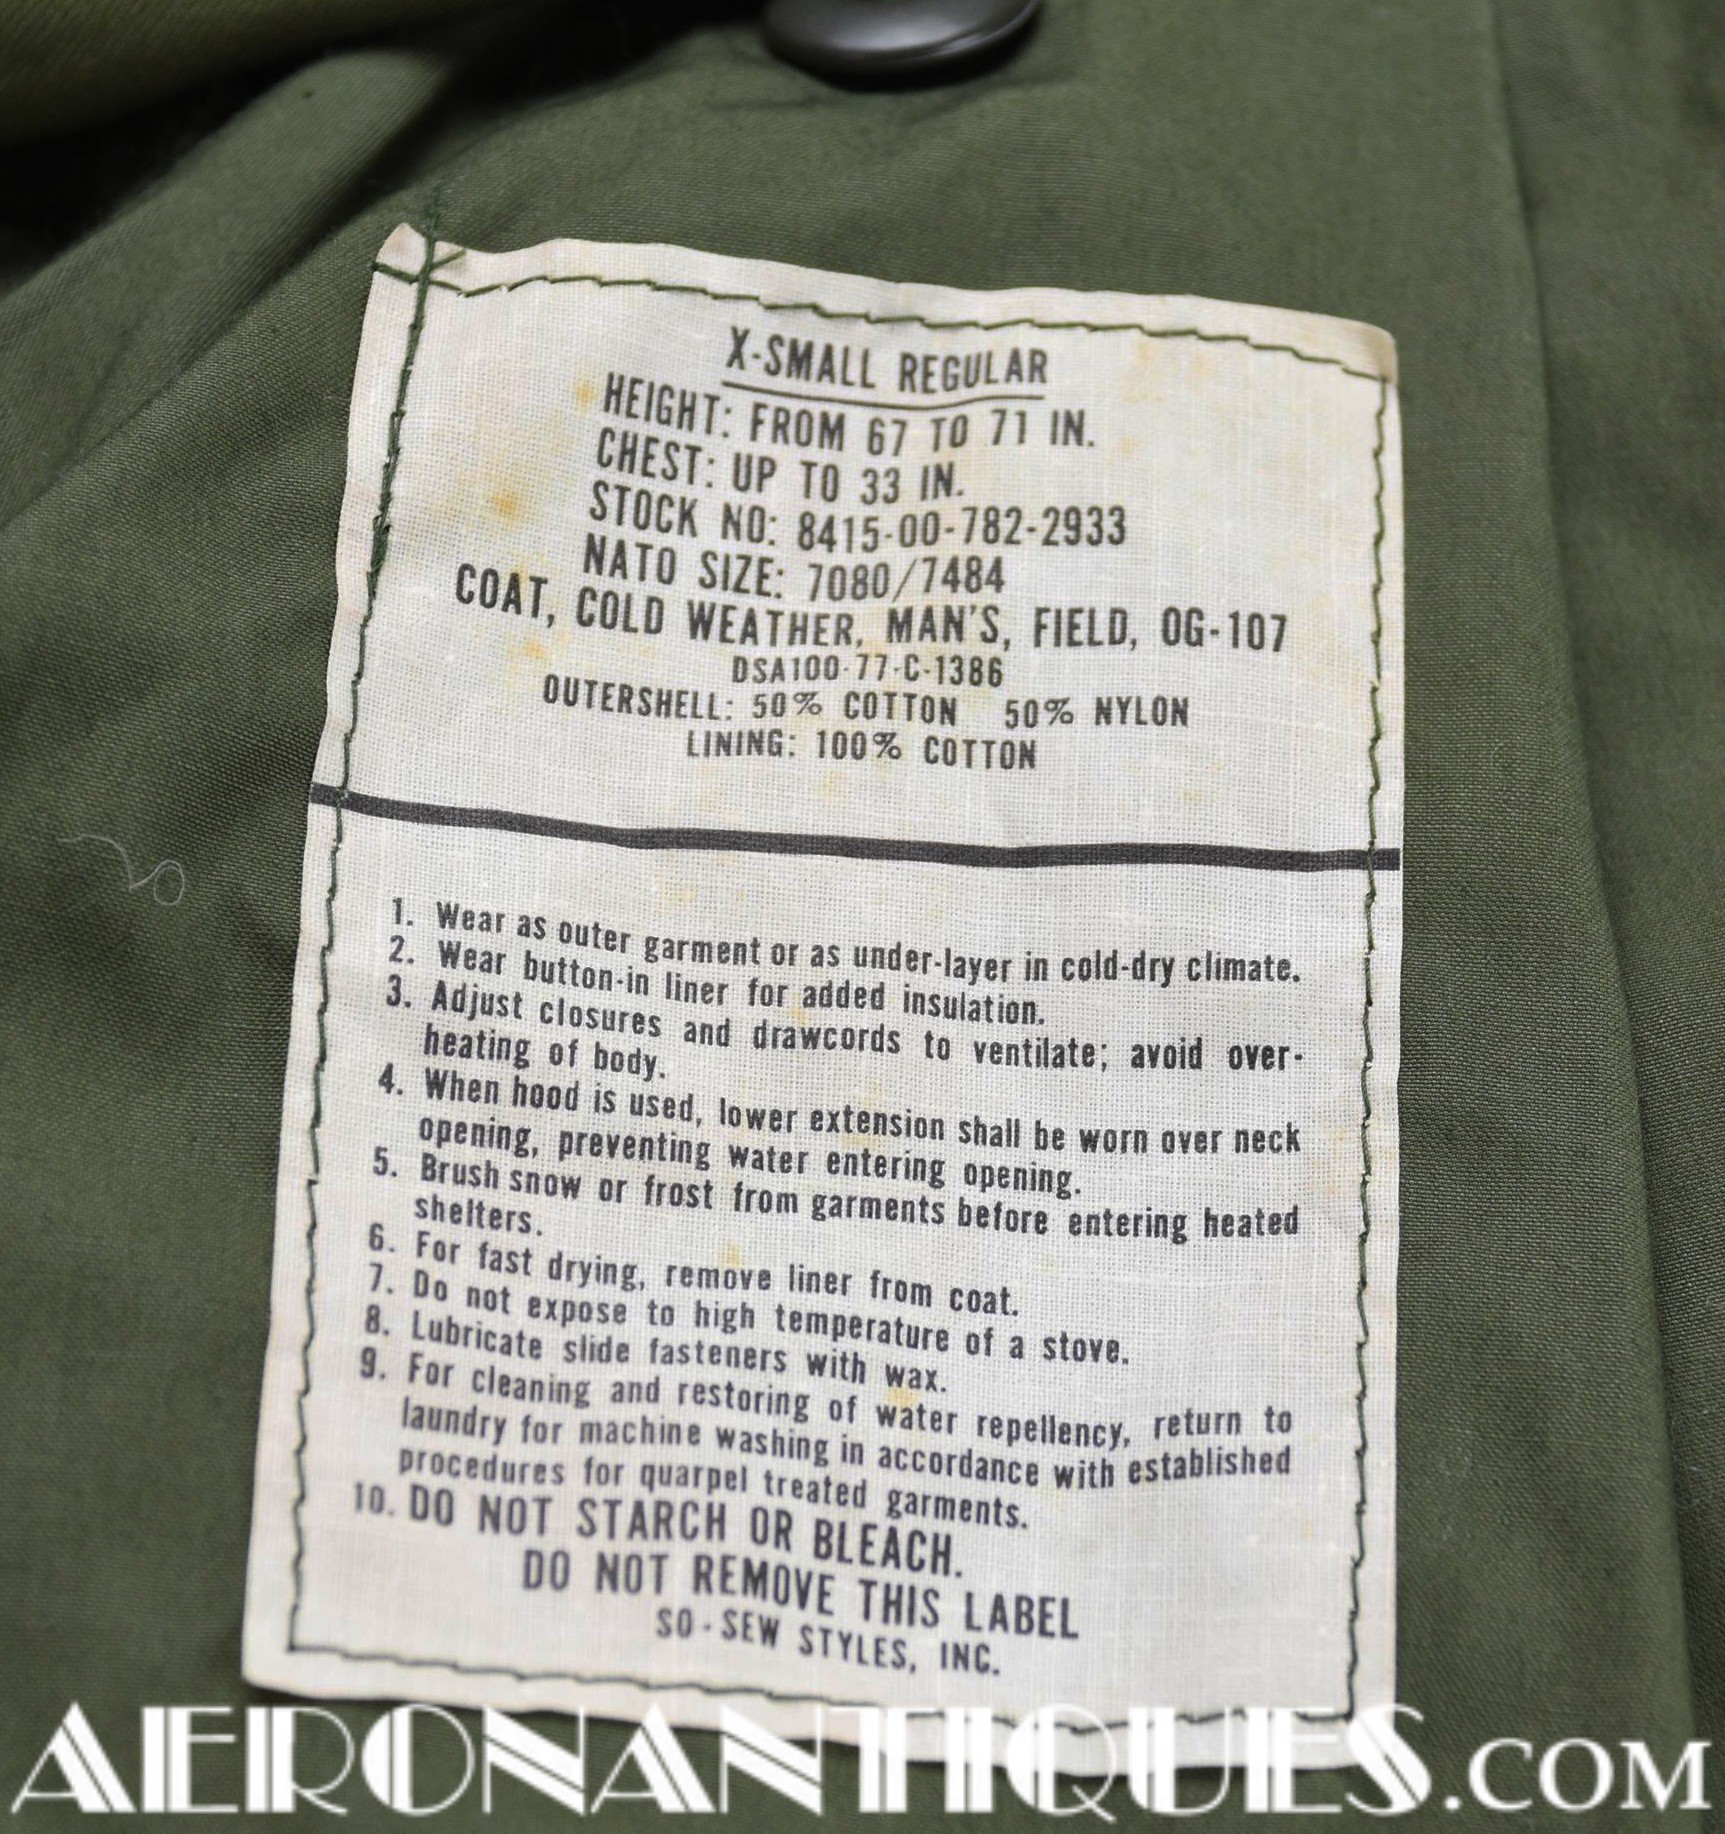 X-SMALL REGULAR
HEIGHT: FROM 67 TO 71 IN.
CHEST: UP TO 33 IN.
STOCK NO: 8415-00-782-2933
NATO SIZE: 7080/7484
COAT, COLD WEATHER, MAN'S, FIELD, OG-107
DSA100-77-C-1386
OUTERSHELL: 50% COTTON 50% NYLON
LINING: 100% COTTON
1. Wear as outer garment or as under-layer in cold-dry climate.
2. Wear button-in liner for added insulation.
3. Adjust closures and drawcords to ventilate; avoid over-
heating of body.
4. When hood is used, lower extension shall be worn over neck
opening, preventing water entering opening.
5. Brush snow or frost from garments before entering heated
shelters.
6. For fast drying, remove liner from coat.
7. Do not expose to high temperature of a stove.
8. Lubricate slide fasteners with wax.
9. For cleaning and restoring of water repellency, return to
laundry for machine washing in accordance with established
procedures for quarpel treated garments.
10. DO NOT STARCH OR BLEACH.
DO NOT REMOVE THIS LABEL
SO-SEW STYLES, INC.
AERONANTIQUES.COM